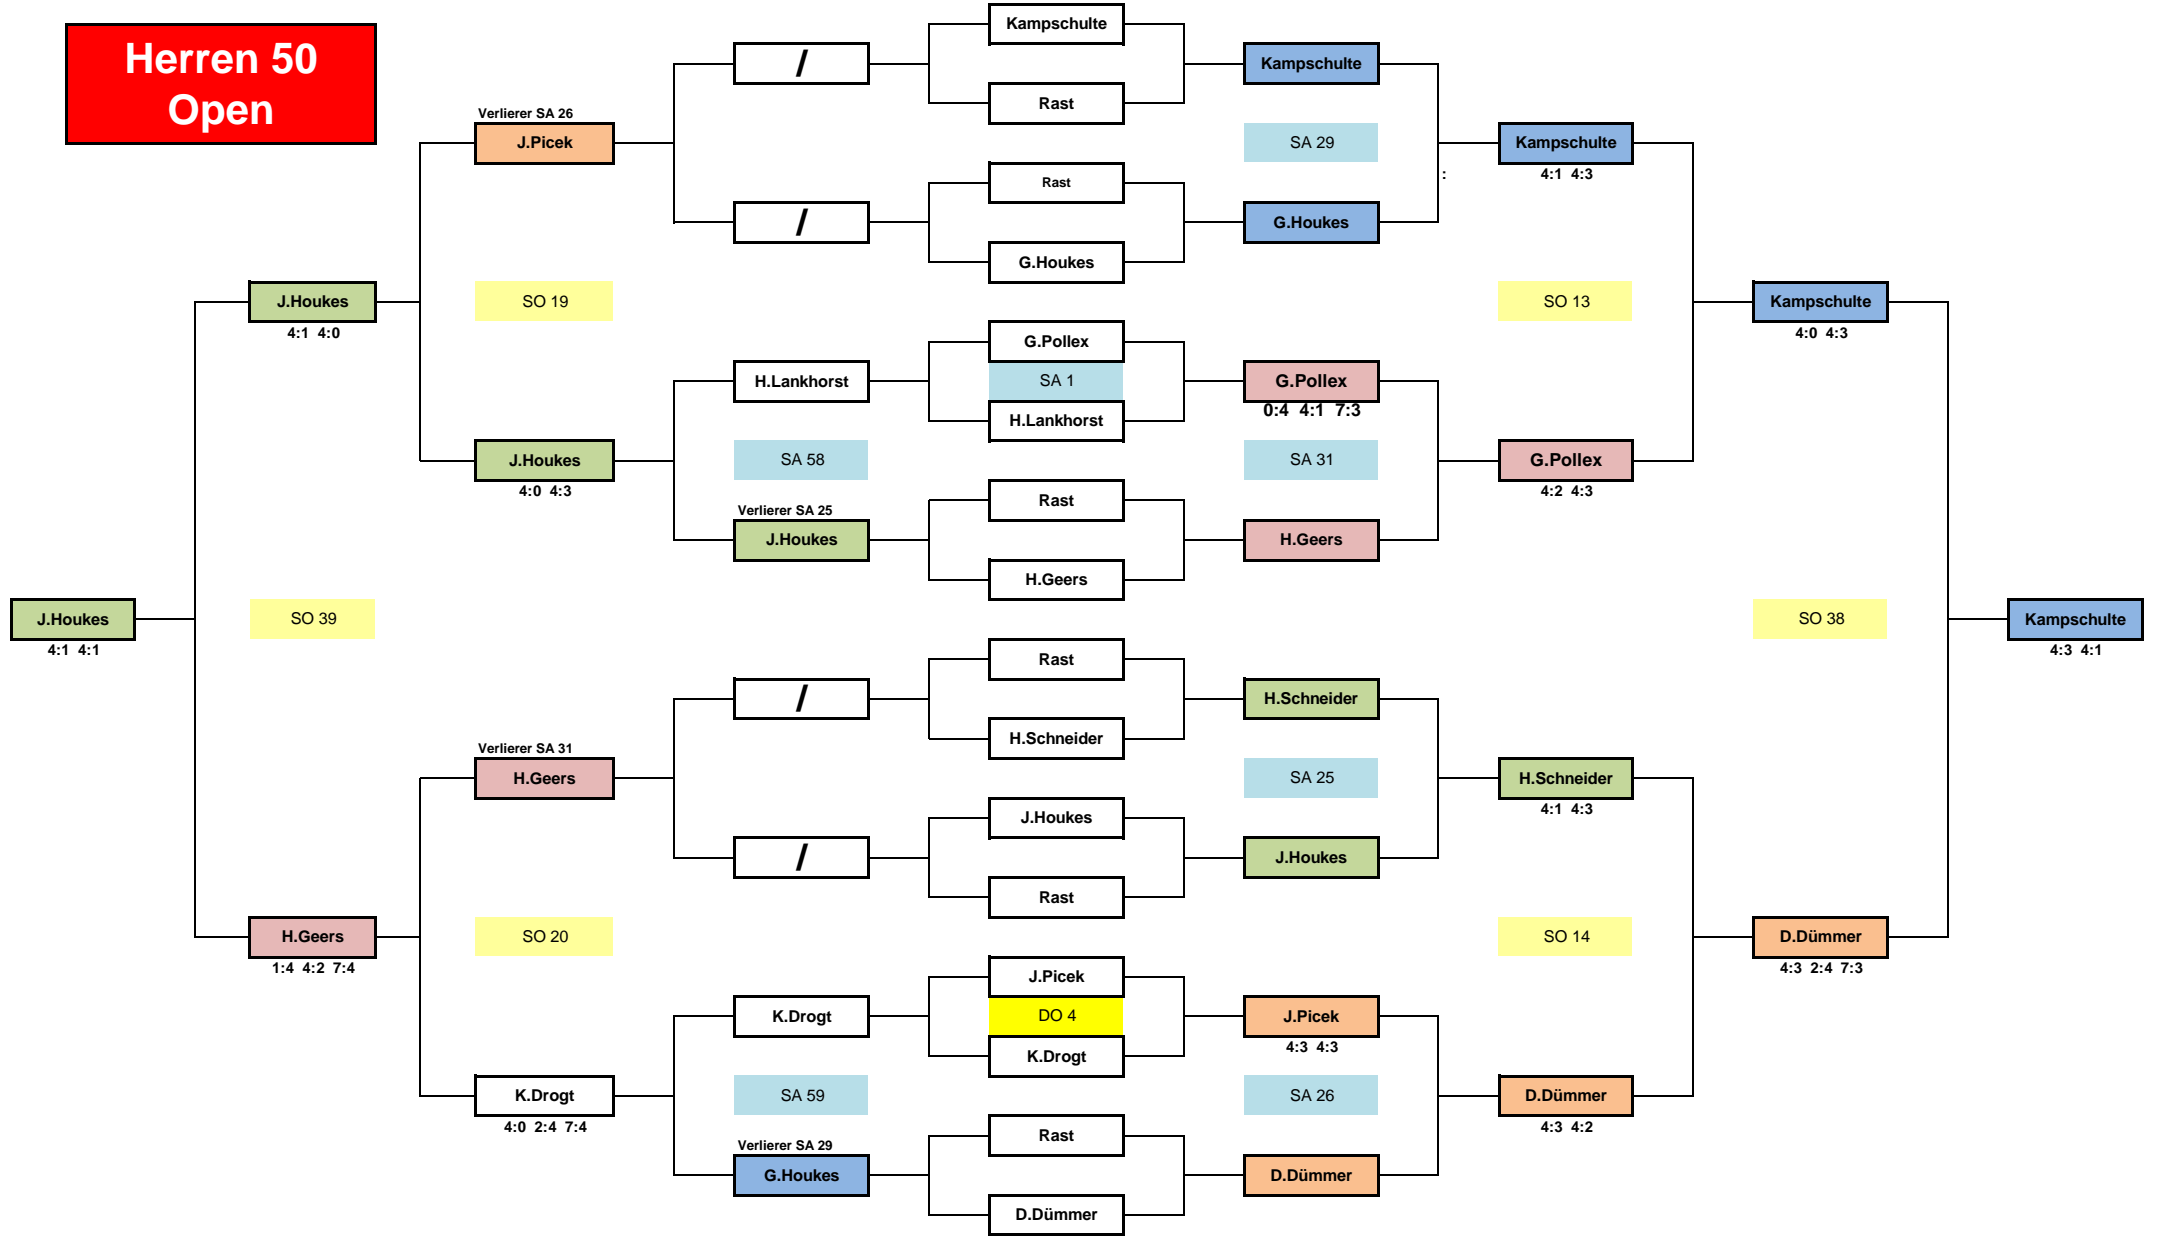 Herren 50
Open
Kampschulte
/
Kampschulte
Rast
Verlierer SA 26
J.Picek
SA 29
Kampschulte
4:1 4:3
:
Rast
/
G.Houkes
G.Houkes
J.Houkes
4:1 4:0
SO 19
SO 13
Kampschulte
4:0 4:3
G.Pollex
H.Lankhorst
SA 1
G.Pollex
0:4 4:1 7:3
H.Lankhorst
J.Houkes
4:0 4:3
SA 58
SA 31
G.Pollex
4:2 4:3
Rast
Verlierer SA 25
J.Houkes
H.Geers
H.Geers
J.Houkes
4:1 4:1
SO 39
SO 38
Kampschulte
4:3 4:1
Rast
/
H.Schneider
H.Schneider
Verlierer SA 31
H.Geers
SA 25
H.Schneider
4:1 4:3
J.Houkes
/
J.Houkes
Rast
H.Geers
1:4 4:2 7:4
SO 20
SO 14
D.Dümmer
4:3 2:4 7:3
J.Picek
K.Drogt
DO 4
J.Picek
4:3 4:3
K.Drogt
K.Drogt
4:0 2:4 7:4
SA 59
SA 26
D.Dümmer
4:3 4:2
Rast
Verlierer SA 29
G.Houkes
D.Dümmer
D.Dümmer